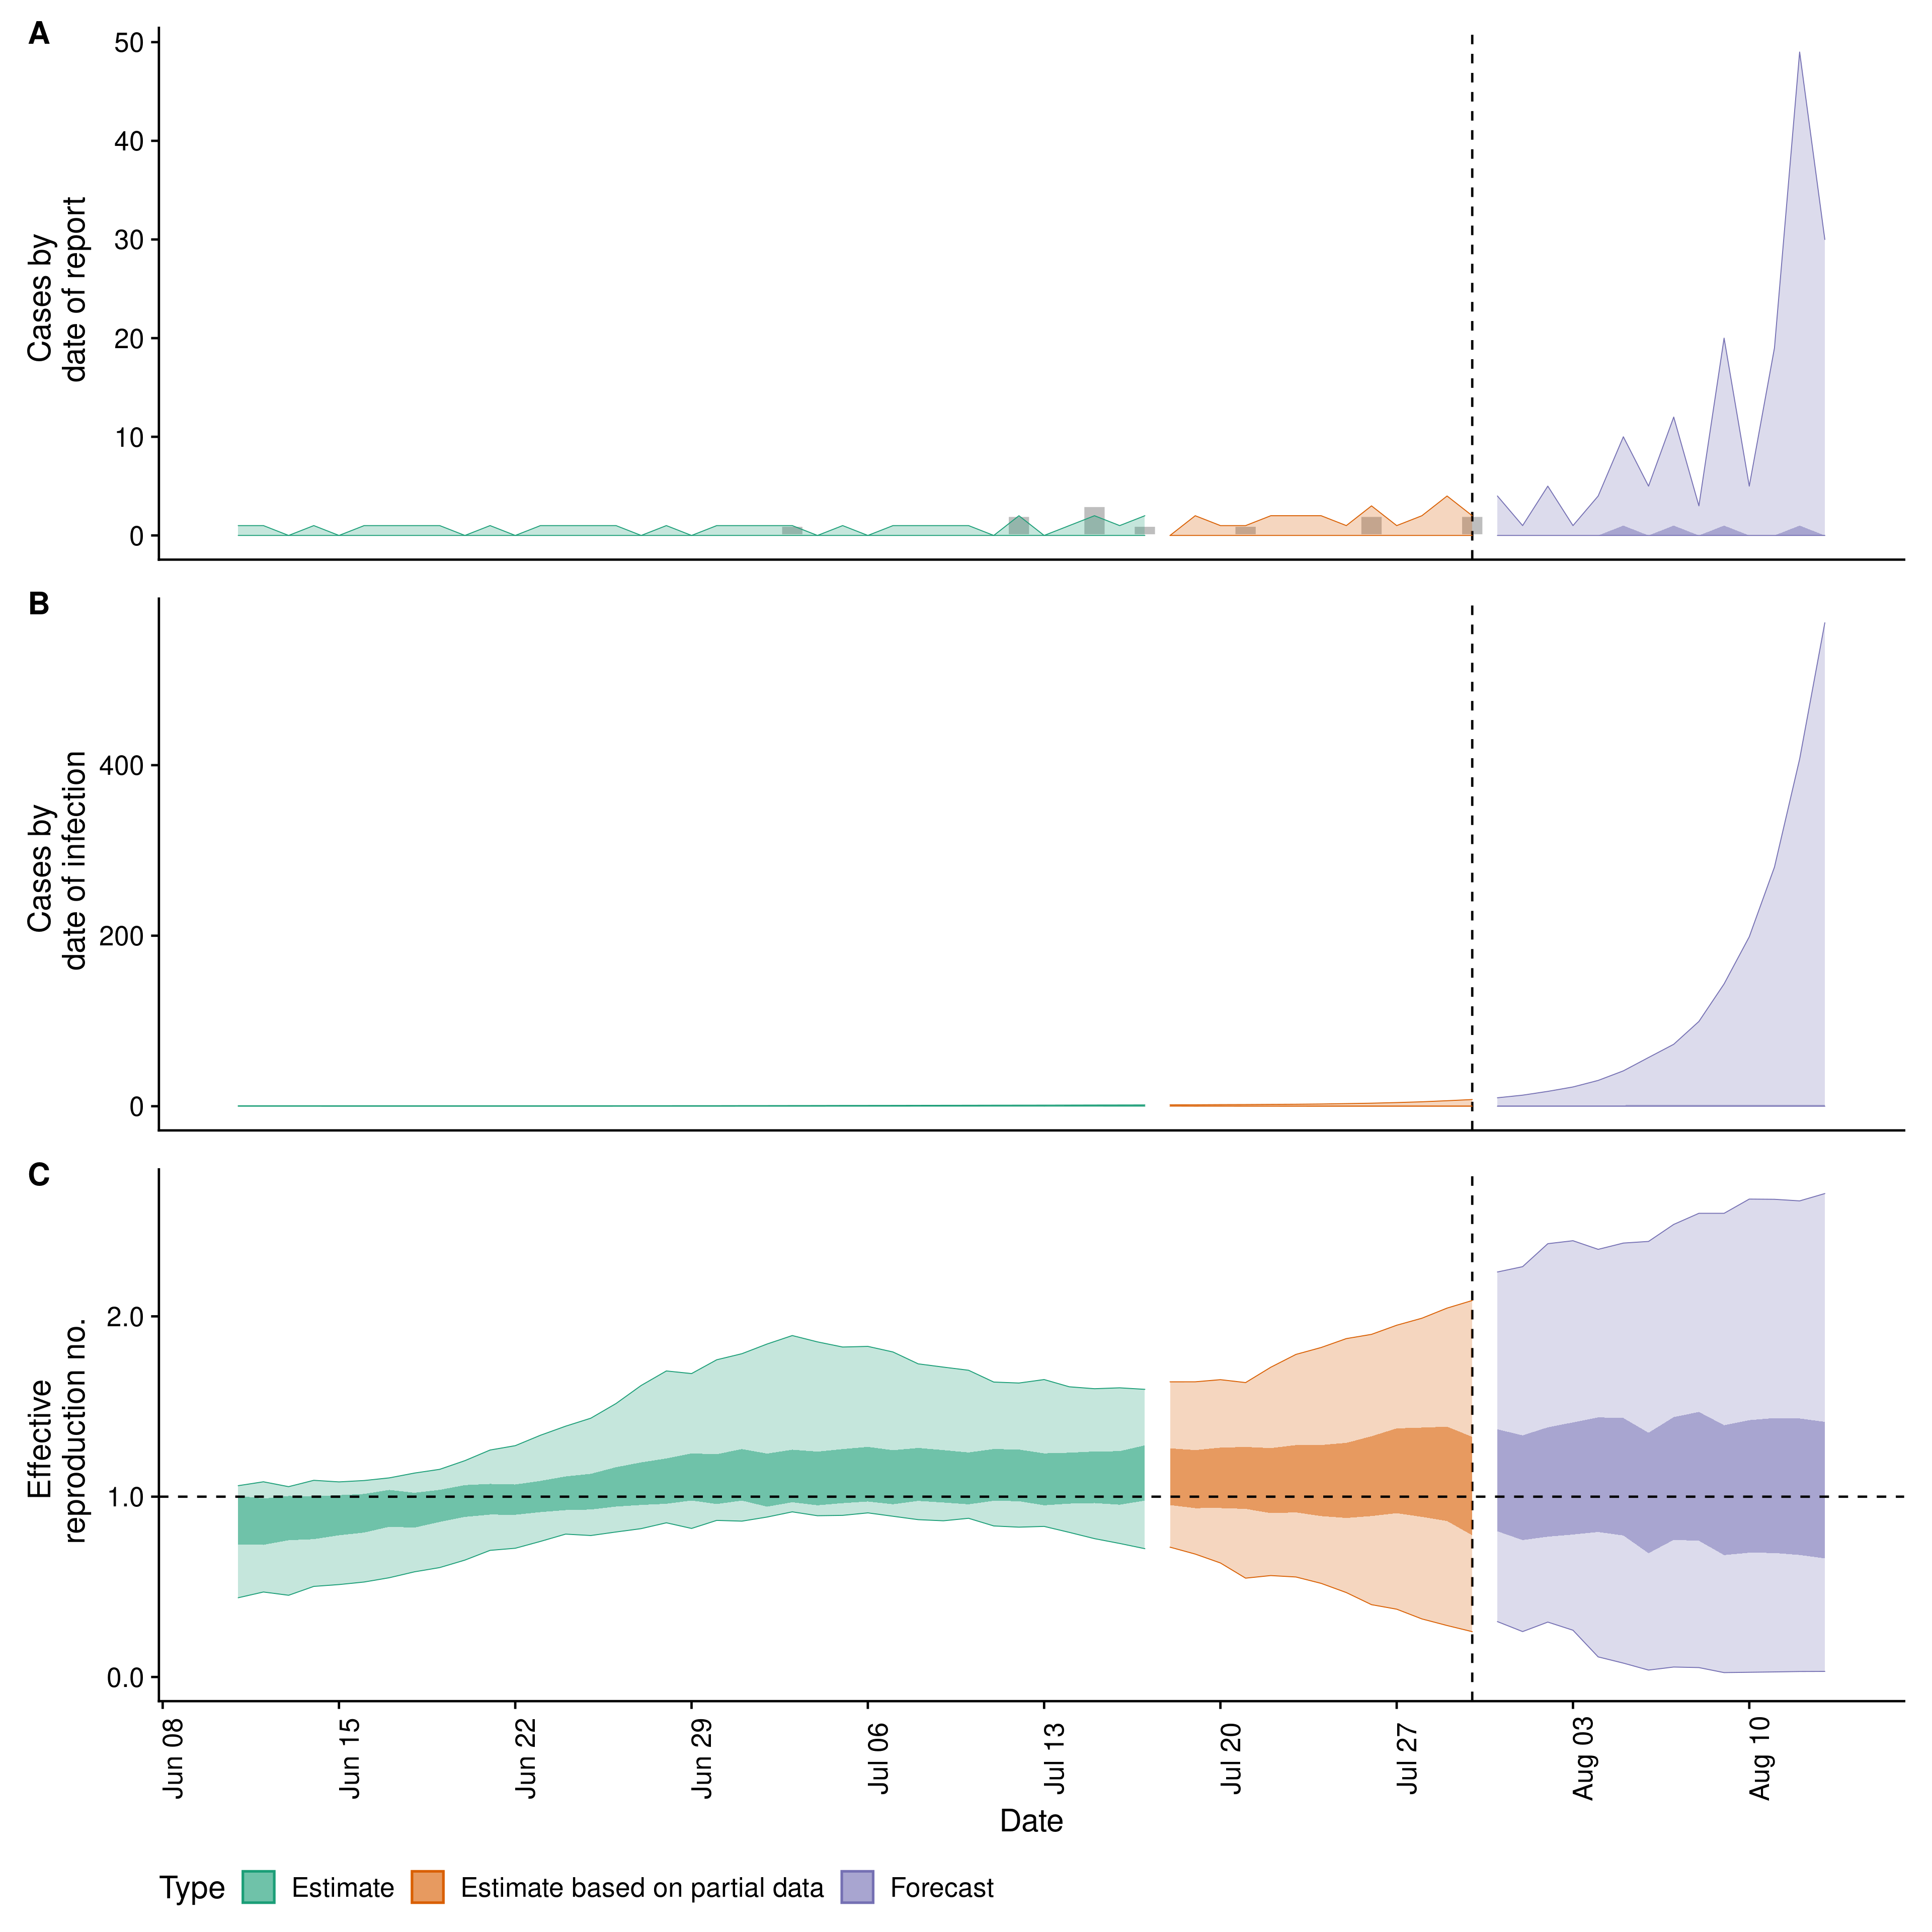 A
50
40
30
20
10
0
Cases by
date of report
B
400
200
0
Cases by
date of infection
C
2.0
1.0
0.0
Effective
reproduction no.
Jun 08
Jun 15
Jun 22
Jun 29
Jul 06
Jul 13
Jul 20
Jul 27
Aug 03
Aug 10
Date
Type Estimate Estimate based on partial data Forecast